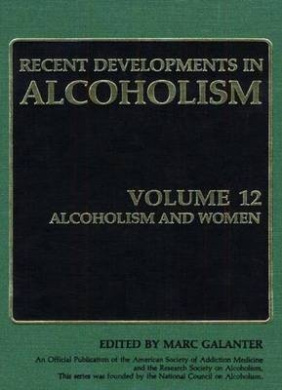 RECENT DEVELOPMENTS IN
ALCOHOLISM
VOLUME 12
ALCOHOLISM AND WOMEN
EDITED BY MARC GALANTER
An Official Publication of the American Society of Addiction Medicine
and the Research Society on Alcoholism.
This series was founded by the National Council on Alcoholism.